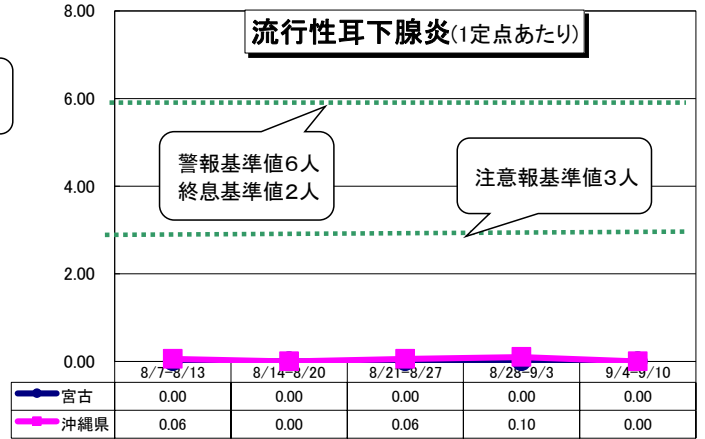 流行性耳下腺炎(1定点あたり)
8.00
6.00
警報基準値6人
終息基準値2人
注意報基準値3人
4.00
2.00
0.00
8/7-8/13 8/14-8/20 8/21-8/27 8/28-9/3 9/4-9/10
宮古 0.00 0.00 0.00 0.00 0.00
沖縄県 0.06 0.00 0.06 0.10 0.00